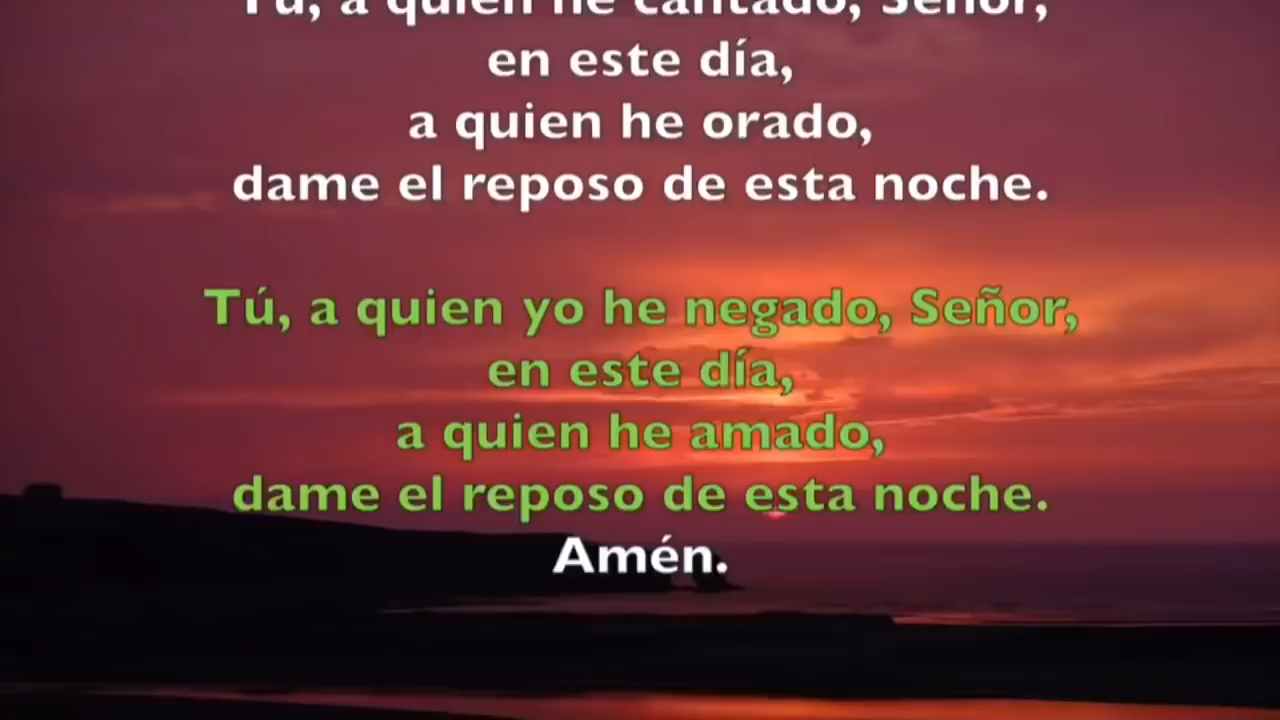 Tú, a quien he cantado, Señor,
en este día,
a quien he orado,
dame el reposo de esta noche.
Tú, a quien yo he negado, Señor,
en este día,
a quien he amado,
dame el reposo de esta noche.
Amén.